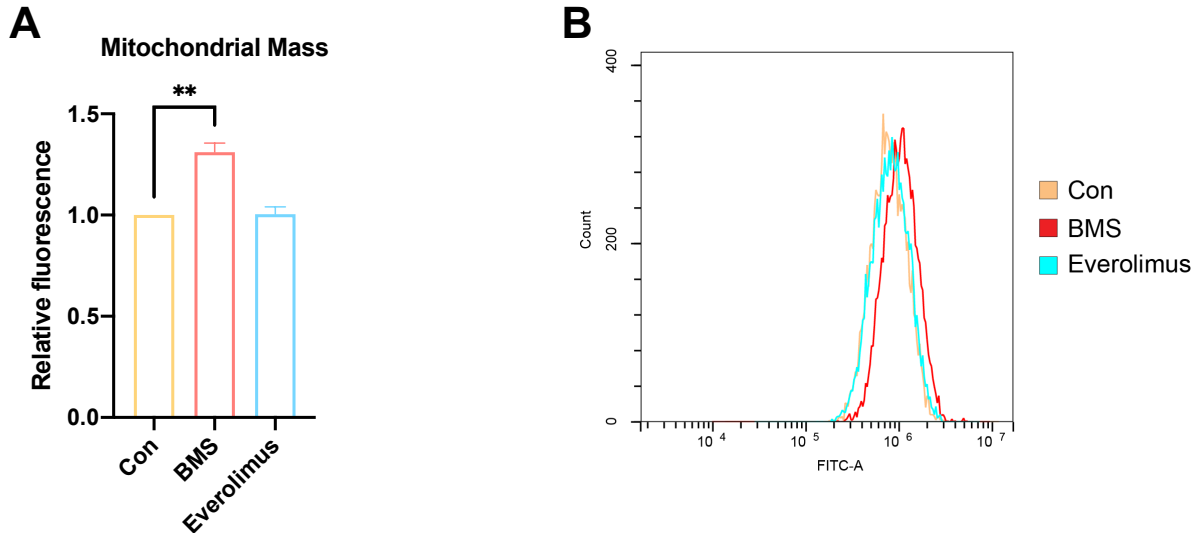 A
Mitochondrial Mass
**
Relative fluorescence
1.5
1.0
0.5
0.0
Con
BMS
Everolimus
B
Count
400
200
0
10 4
10 5
10 6
10 7
FITC-A
Con
BMS
Everolimus